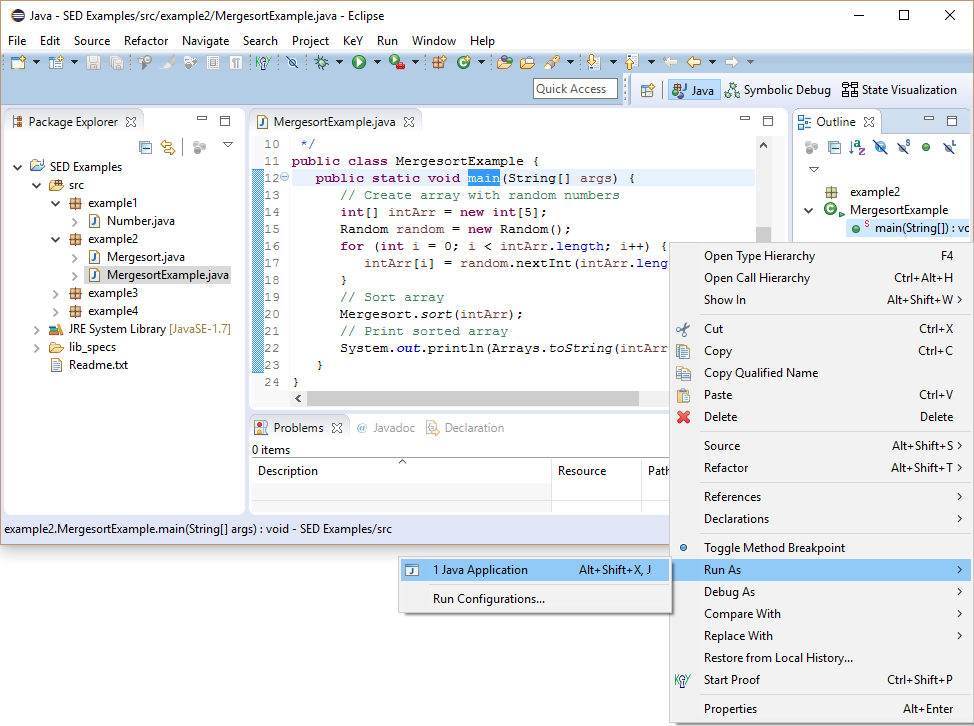 Java - SED Examples/src/example2/MergesortExample.java - Eclipse
File Edit Source Refactor Navigate Search Project KeY Run Window Help
Quick Access
Java
Symbolic Debug
State Visualization
Package Explorer
SED Examples
src
example1
Number.java
example2
Mergesort.java
MergesortExample.java
example3
example4
JRE System Library [JavaSE-1.7]
lib_specs
Readme.txt
MergesortExample.java
10 */
11 public class MergesortExample {
12 public static void main(String[] args) {
13 // Create array with random numbers
14 int[] intArr = new int[5];
15 Random random = new Random();
16 for (int i = 0; i < intArr.length; i++) {
17 intArr[i] = random.nextInt(intArr.leng
18 }
19 // Sort array
20 Mergesort.sort(intArr);
21 // Print sorted array
22 System.out.println(Arrays.toString(intArr
23 }
24 }
Outline
example2
MergesortExample
main(String[]) : vo
Problems
@ Javadoc
Declaration
0 items
Description Resource Path
example2.MergesortExample.main(String[] args) : void - SED Examples/src
Open Type Hierarchy F4
Open Call Hierarchy Ctrl+Alt+H
Show In Alt+Shift+W >
Cut Ctrl+X
Copy Ctrl+C
Copy Qualified Name
Paste Ctrl+V
Delete Delete
Source Alt+Shift+S >
Refactor Alt+Shift+T >
References >
Declarations >
Toggle Method Breakpoint
Run As >
Debug As >
Compare With >
Replace With >
Restore from Local History...
Start Proof Ctrl+Shift+P
Properties Alt+Enter
1 Java Application Alt+Shift+X, J
Run Configurations...